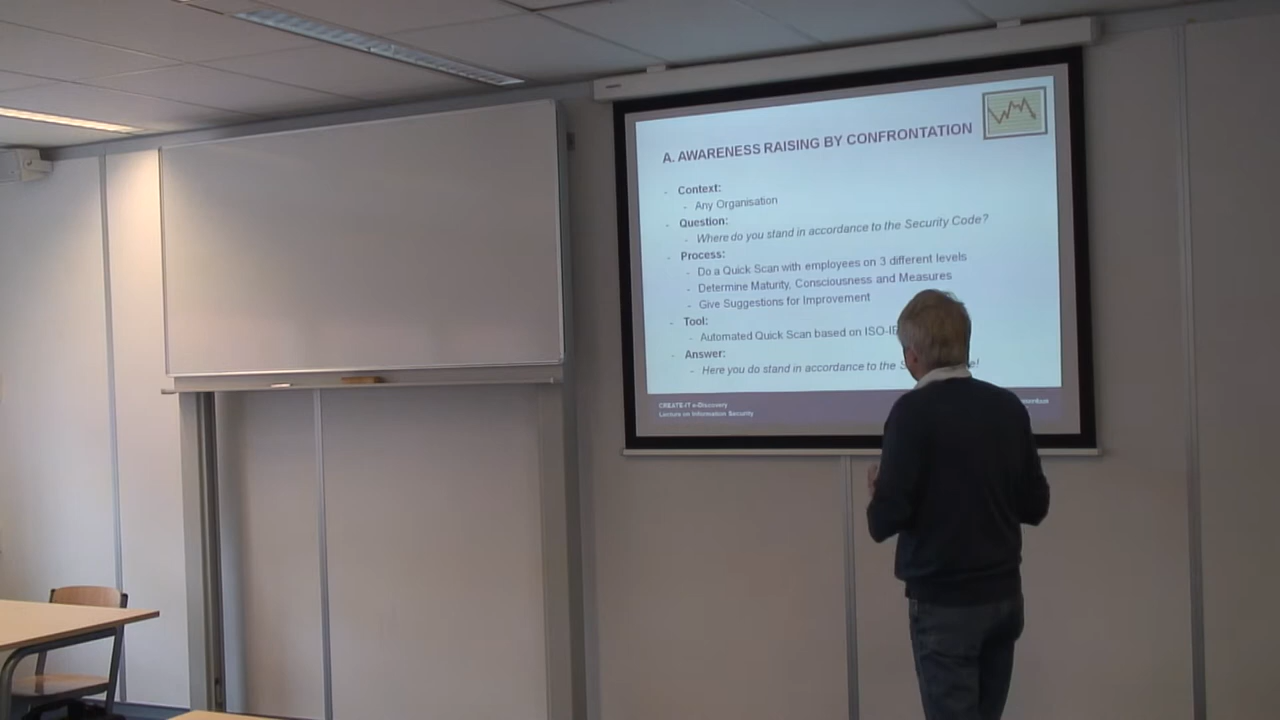 A. AWARENESS RAISING BY CONFRONTATION
- Context:
- Any Organisation
- Question:
- Where do you stand in accordance to the Security Code?
- Process:
- Do a Quick Scan with employees on 3 different levels
- Determine Maturity, Consciousness and Measures
- Give Suggestions for Improvement
- Tool:
- Automated Quick Scan based on
- Answer:
- Here you do stand in accordance to the
CREATE-IT e-Discovery
Lecture on Information Security